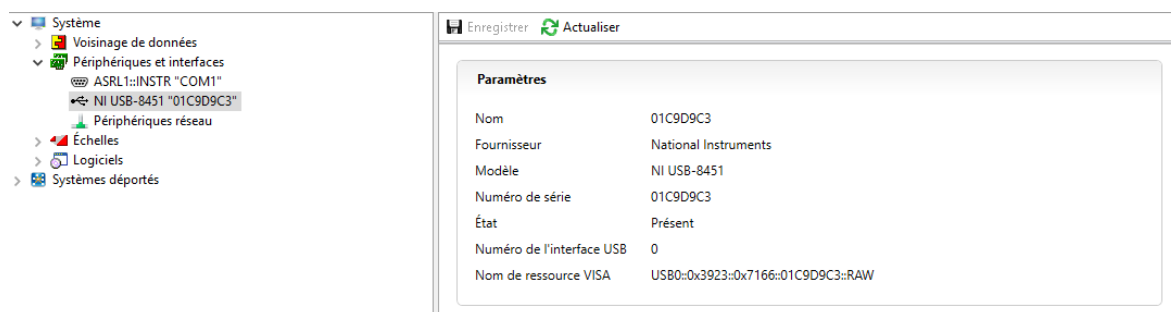 Système
Voisinage de données
Périphériques et interfaces
ASRL1::INSTR "COM1"
NI USB-8451 "01C9D9C3"
Périphériques réseau
Échelles
Logiciels
Systèmes déportés
Enregistrer Actualiser
Paramètres
Nom 01C9D9C3
Fournisseur National Instruments
Modèle NI USB-8451
Numéro de série 01C9D9C3
État Présent
Numéro de l'interface USB 0
Nom de ressource VISA USB0::0x3923::0x7166::01C9D9C3::RAW